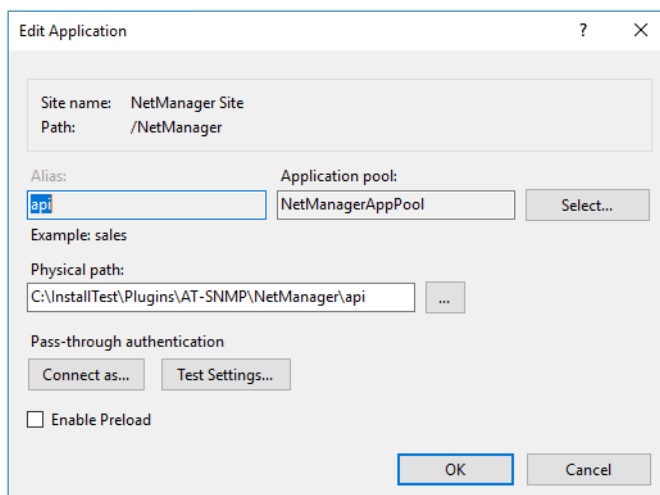 Edit Application
?
Site name: NetManager Site
Path: /NetManager
Alias:
Application pool:
api
NetManagerAppPool
Select...
Example: sales
Physical path:
C:\InstallTest\Plugins\AT-SNMP\NetManager\api
...
Pass-through authentication
Connect as...
Test Settings...
Enable Preload
OK
Cancel